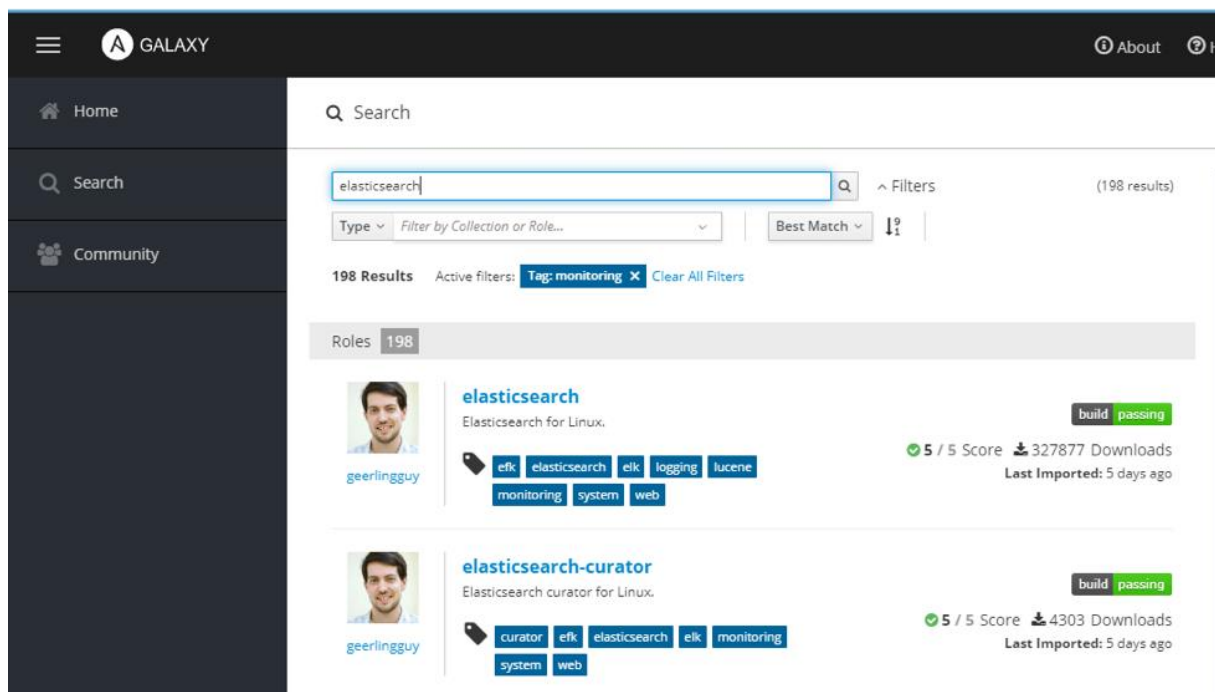 A GALAXY
About
H
Home
Search
Community
Search
elasticsearch
Filters
(198 results)
Type Filter by Collection or Role...
Best Match
198 Results Active filters: Tag: monitoring X Clear All Filters
Roles 198
elasticsearch
Elasticsearch for Linux.
geerlingguy
efk elasticsearch elk logging lucene
monitoring system web
build passing
5 / 5 Score 327877 Downloads
Last Imported: 5 days ago
elasticsearch-curator
Elasticsearch curator for Linux.
geerlingguy
curator efk elasticsearch elk monitoring
system web
build passing
5 / 5 Score 4303 Downloads
Last Imported: 5 days ago